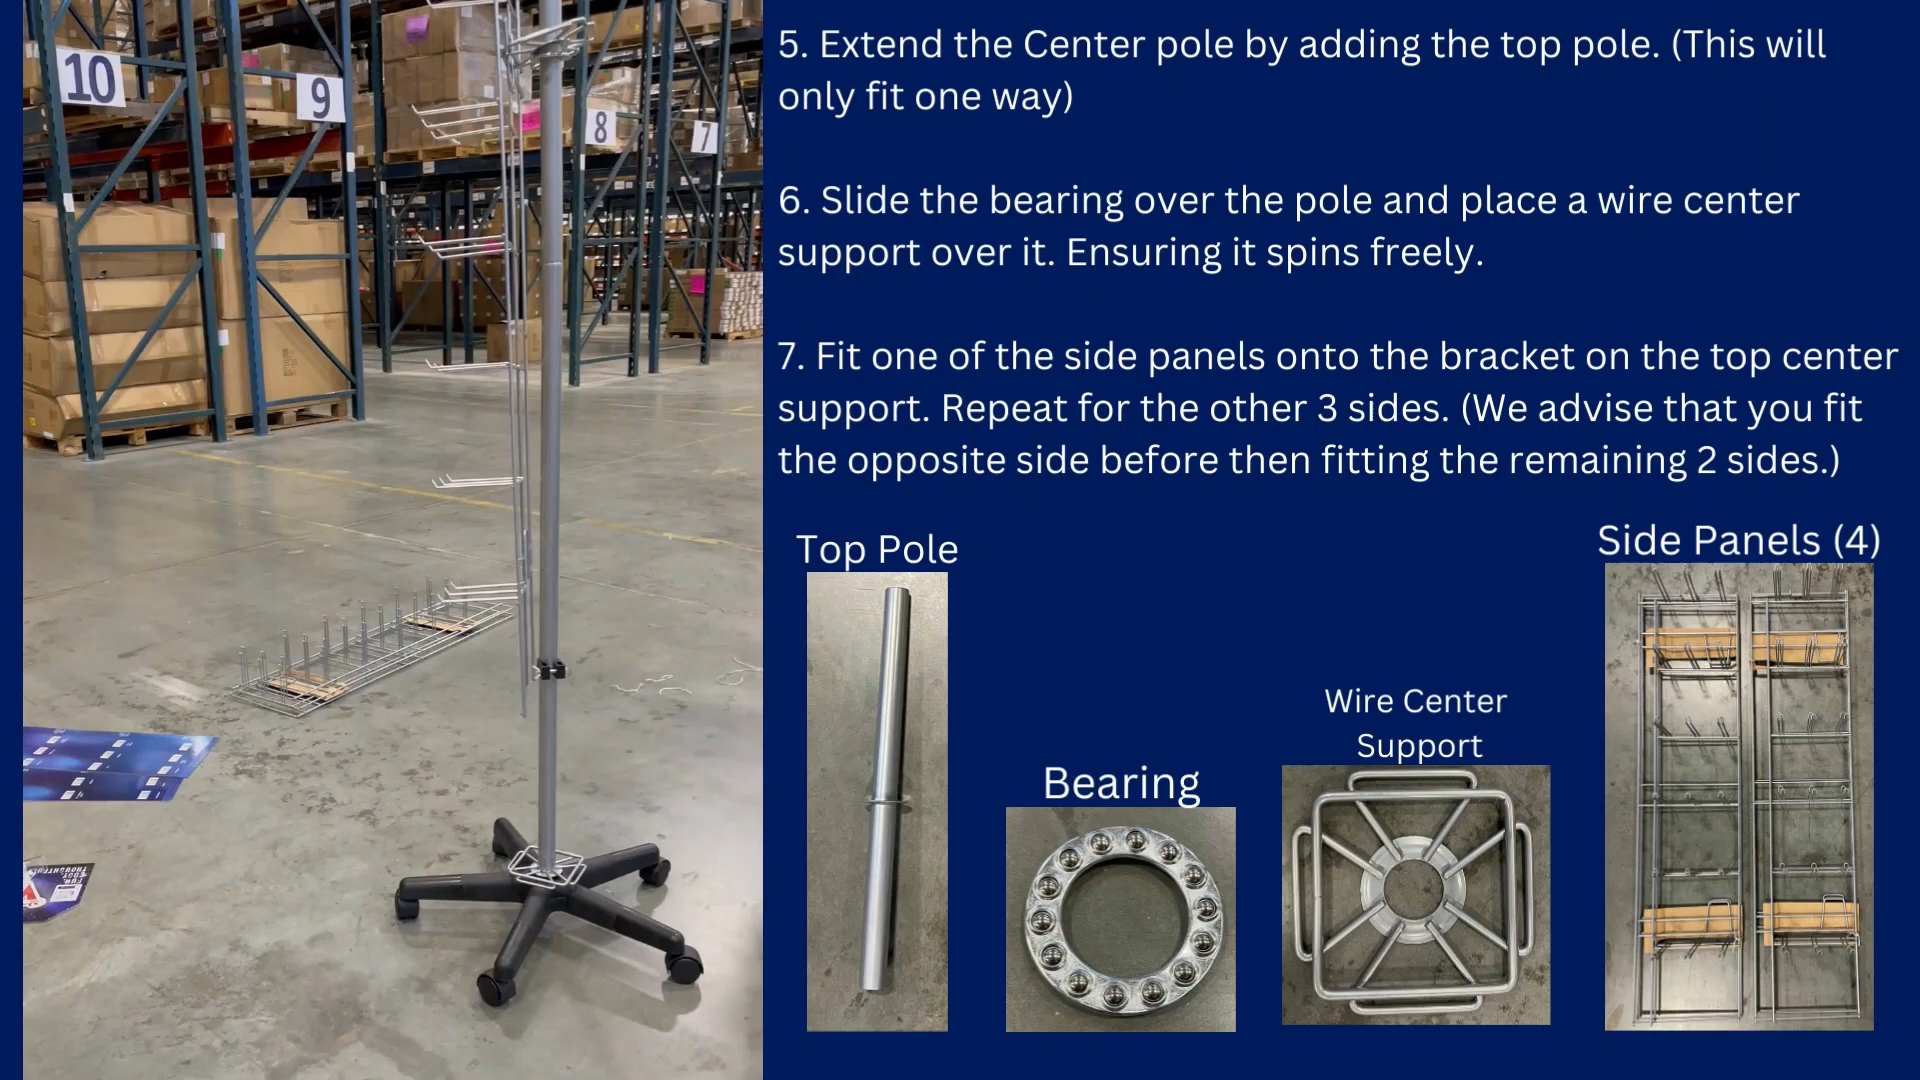 10
9
8
7
5. Extend the Center pole by adding the top pole. (This will
only fit one way)
6. Slide the bearing over the pole and place a wire center
support over it. Ensuring it spins freely.
7. Fit one of the side panels onto the bracket on the top center
support. Repeat for the other 3 sides. (We advise that you fit
the opposite side before then fitting the remaining 2 sides.)
Top Pole
Bearing
Wire Center
Support
Side Panels (4)